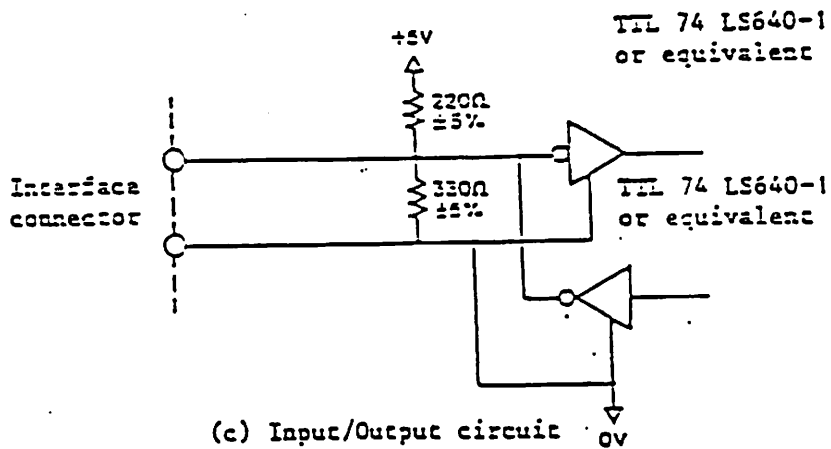 TTL 74 LS640-1
or equivalent
+5V
220Ω
±5%
Interface
connector
330Ω
±5%
TTL 74 LS640-1
or equivalent
(c) Input/Output circuit
0V